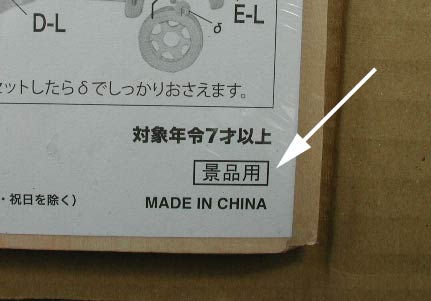 D-L
E-L
δ
セットしたらδでしっかりおさえます。
対象年令7才以上
景品用
・祝日を除く)
MADE IN CHINA